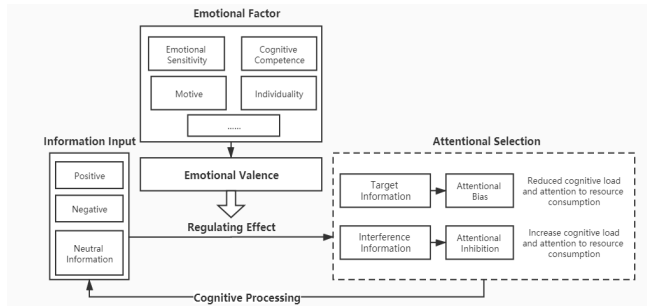 Emotional Factor
Emotional
Sensitivity
Cognitive
Competence
Motive
Individuality
......
Information Input
Positive
Negative
Neutral
Information
Emotional Valence
Regulating Effect
Attentional Selection
Target
Information
Attentional
Bias
Reduced cognitive load
and attention to resource
consumption
Interference
Information
Attentional
Inhibition
Increase cognitive load
and attention to resource
consumption
Cognitive Processing